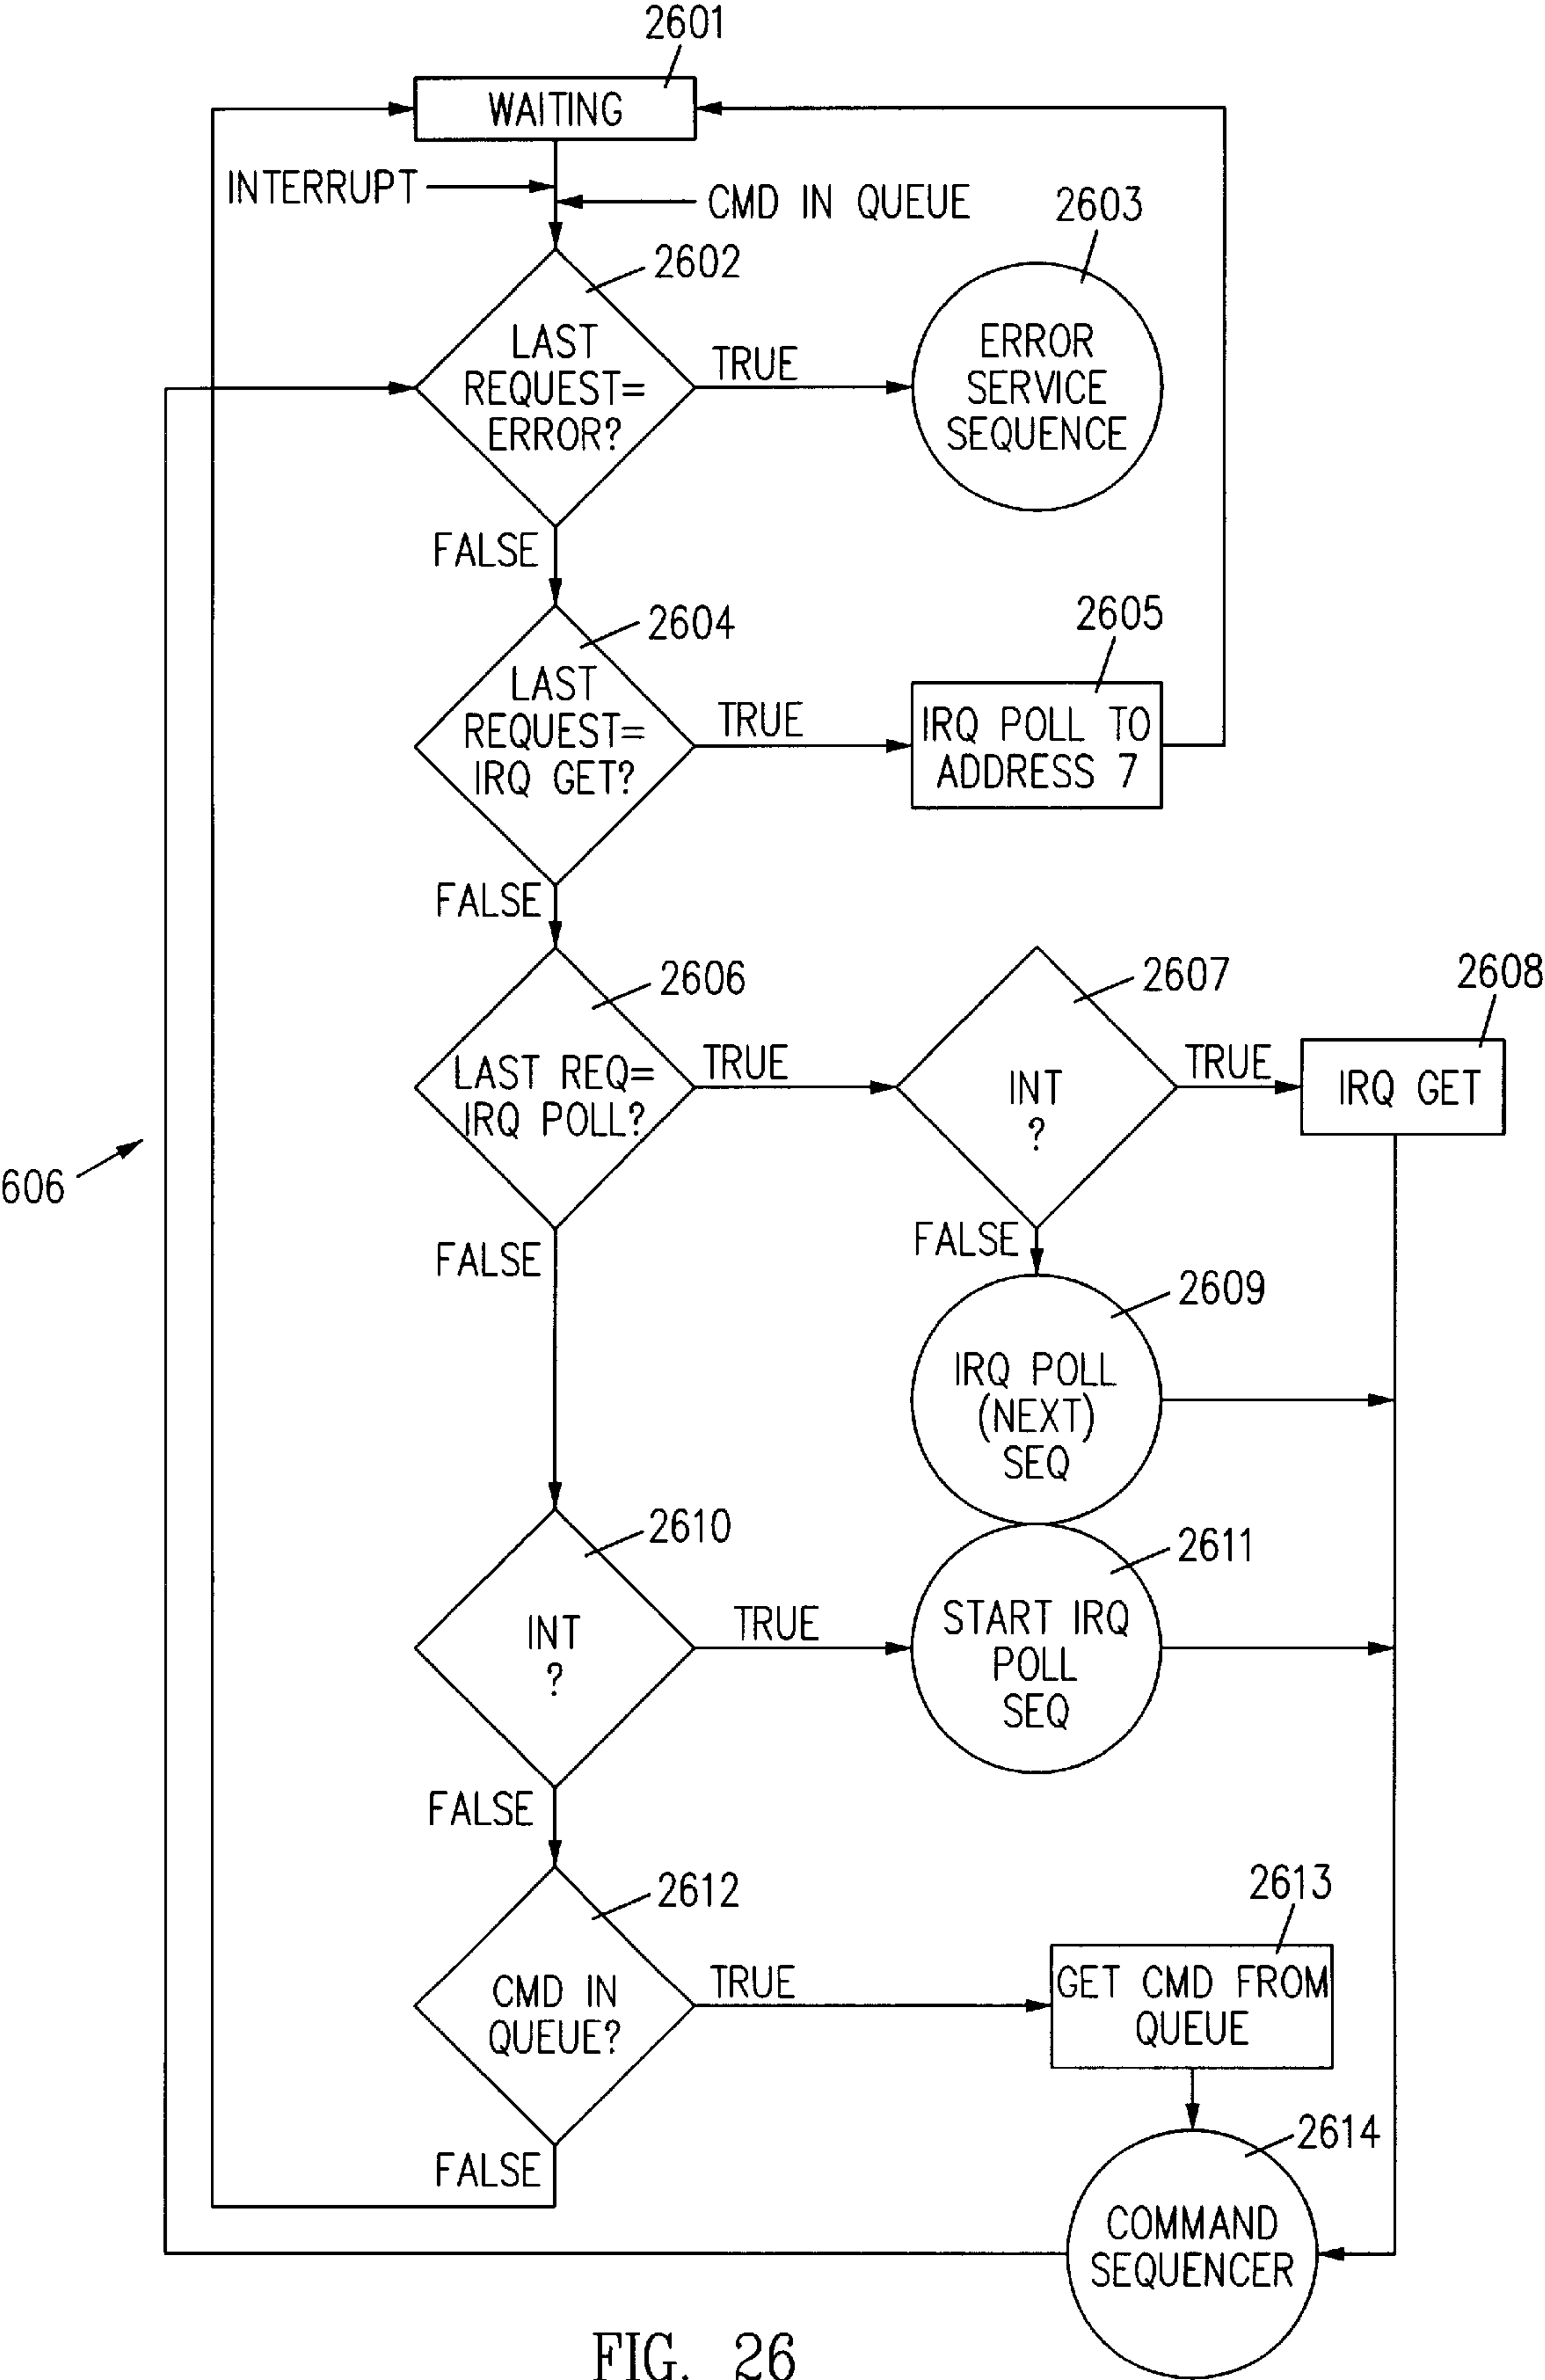 2601
WAITING
INTERRUPT
CMD IN QUEUE
2603
2602
LAST
REQUEST=
ERROR?
TRUE
ERROR
SERVICE
SEQUENCE
FALSE
2604
2605
LAST
REQUEST=
IRQ GET?
TRUE
IRQ POLL TO
ADDRESS 7
FALSE
2606
2607
2608
LAST REQ=
IRQ POLL?
TRUE
INT
?
TRUE
IRQ GET
606
FALSE
FALSE
2609
IRQ POLL
(NEXT)
SEQ
2610
2611
INT
?
TRUE
START IRQ
POLL
SEQ
FALSE
2612
2613
CMD IN
QUEUE?
TRUE
GET CMD FROM
QUEUE
FALSE
2614
COMMAND
SEQUENCER
FIG. 26